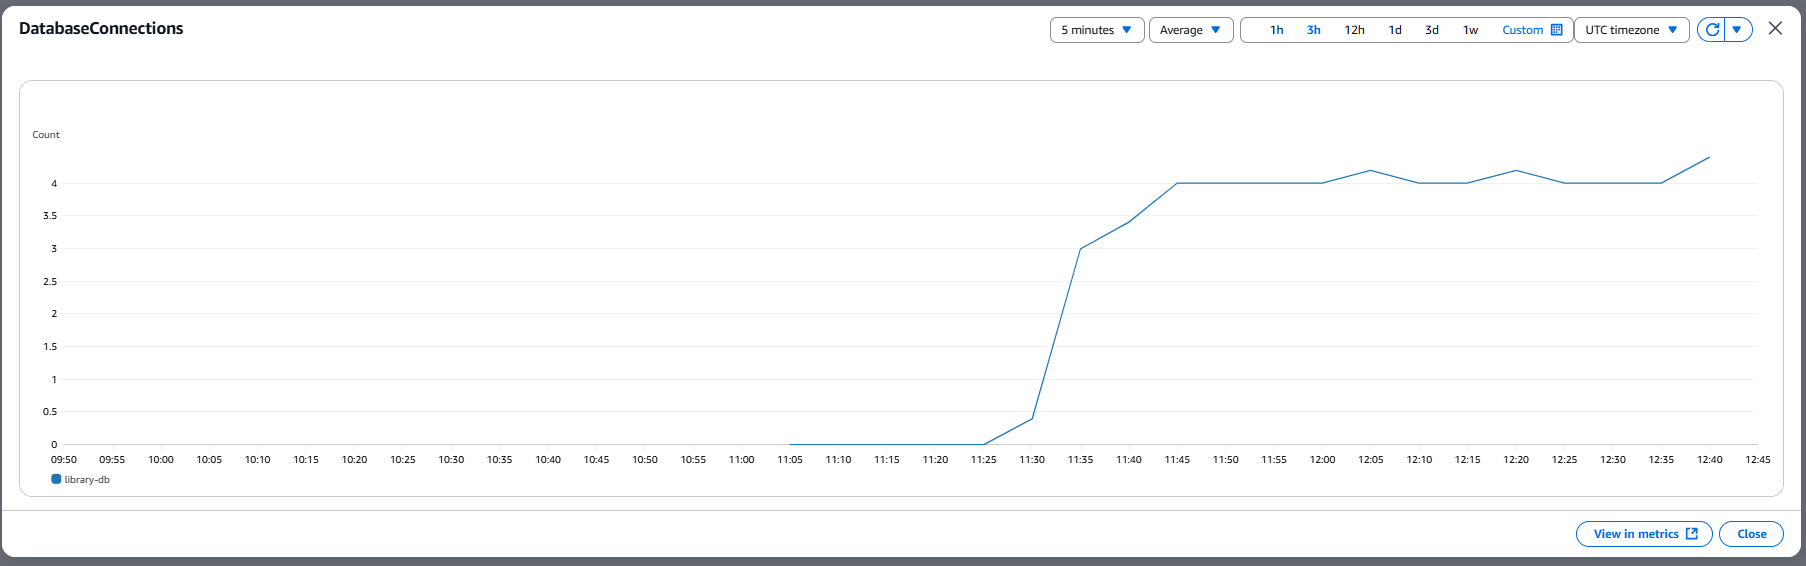 DatabaseConnections
5 minutes Average 1h 3h 12h 1d 3d 1w Custom UTC timezone
Count
4
3.5
3
2.5
2
1.5
1
0.5
0
09:50 09:55 10:00 10:05 10:10 10:15 10:20 10:25 10:30 10:35 10:40 10:45 10:50 10:55 11:00 11:05 11:10 11:15 11:20 11:25 11:30 11:35 11:40 11:45 11:50 11:55 12:00 12:05 12:10 12:15 12:20 12:25 12:30 12:35 12:40 12:45
library-db
View in metrics Close